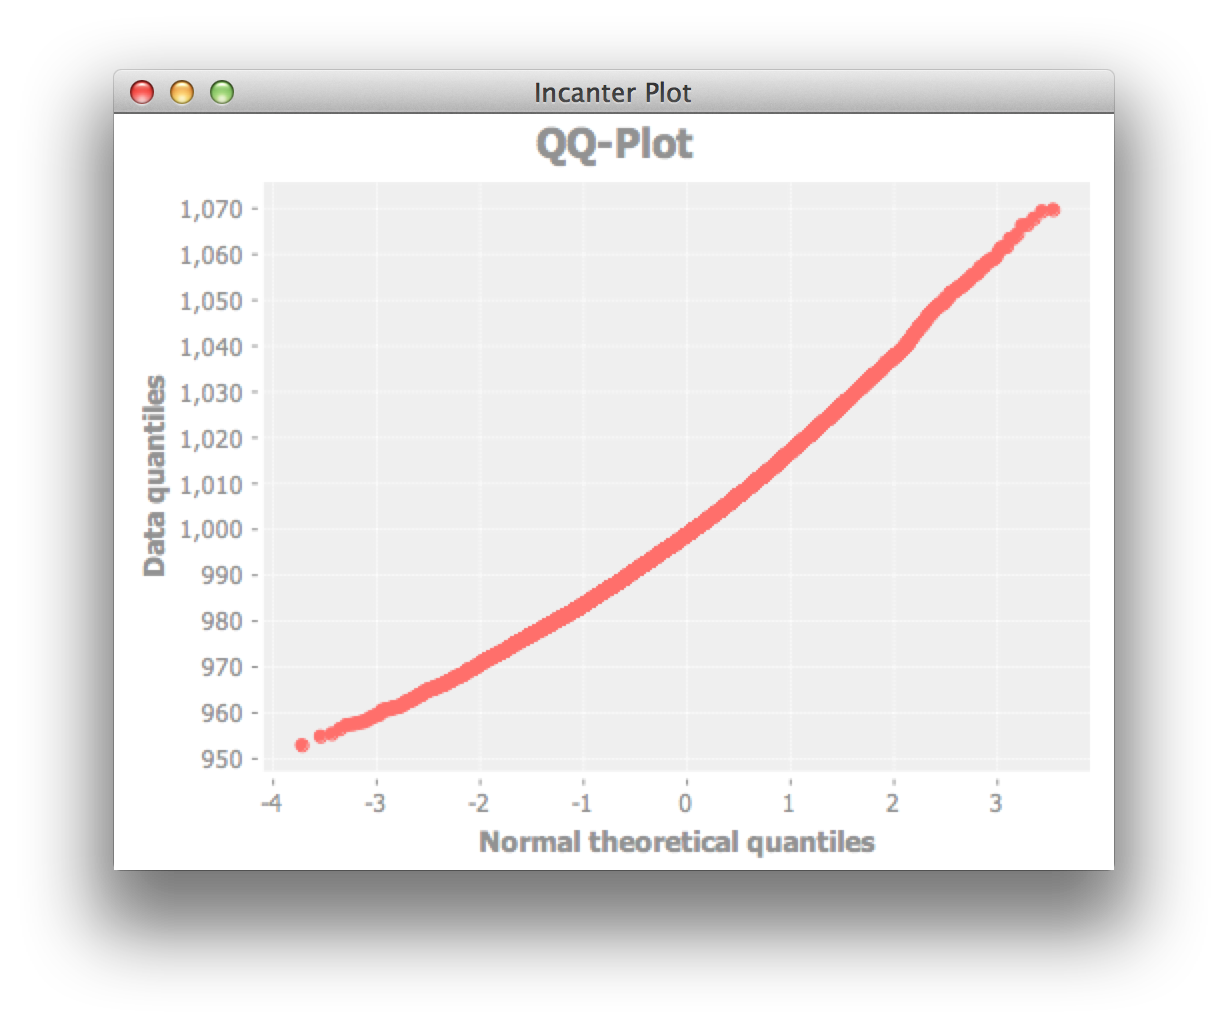 Incanter Plot
QQ-Plot
1,070
1,060
1,050
1,040
1,030
1,020
1,010
1,000
990
980
970
960
950
Data quantiles
-4 -3 -2 -1 0 1 2 3
Normal theoretical quantiles